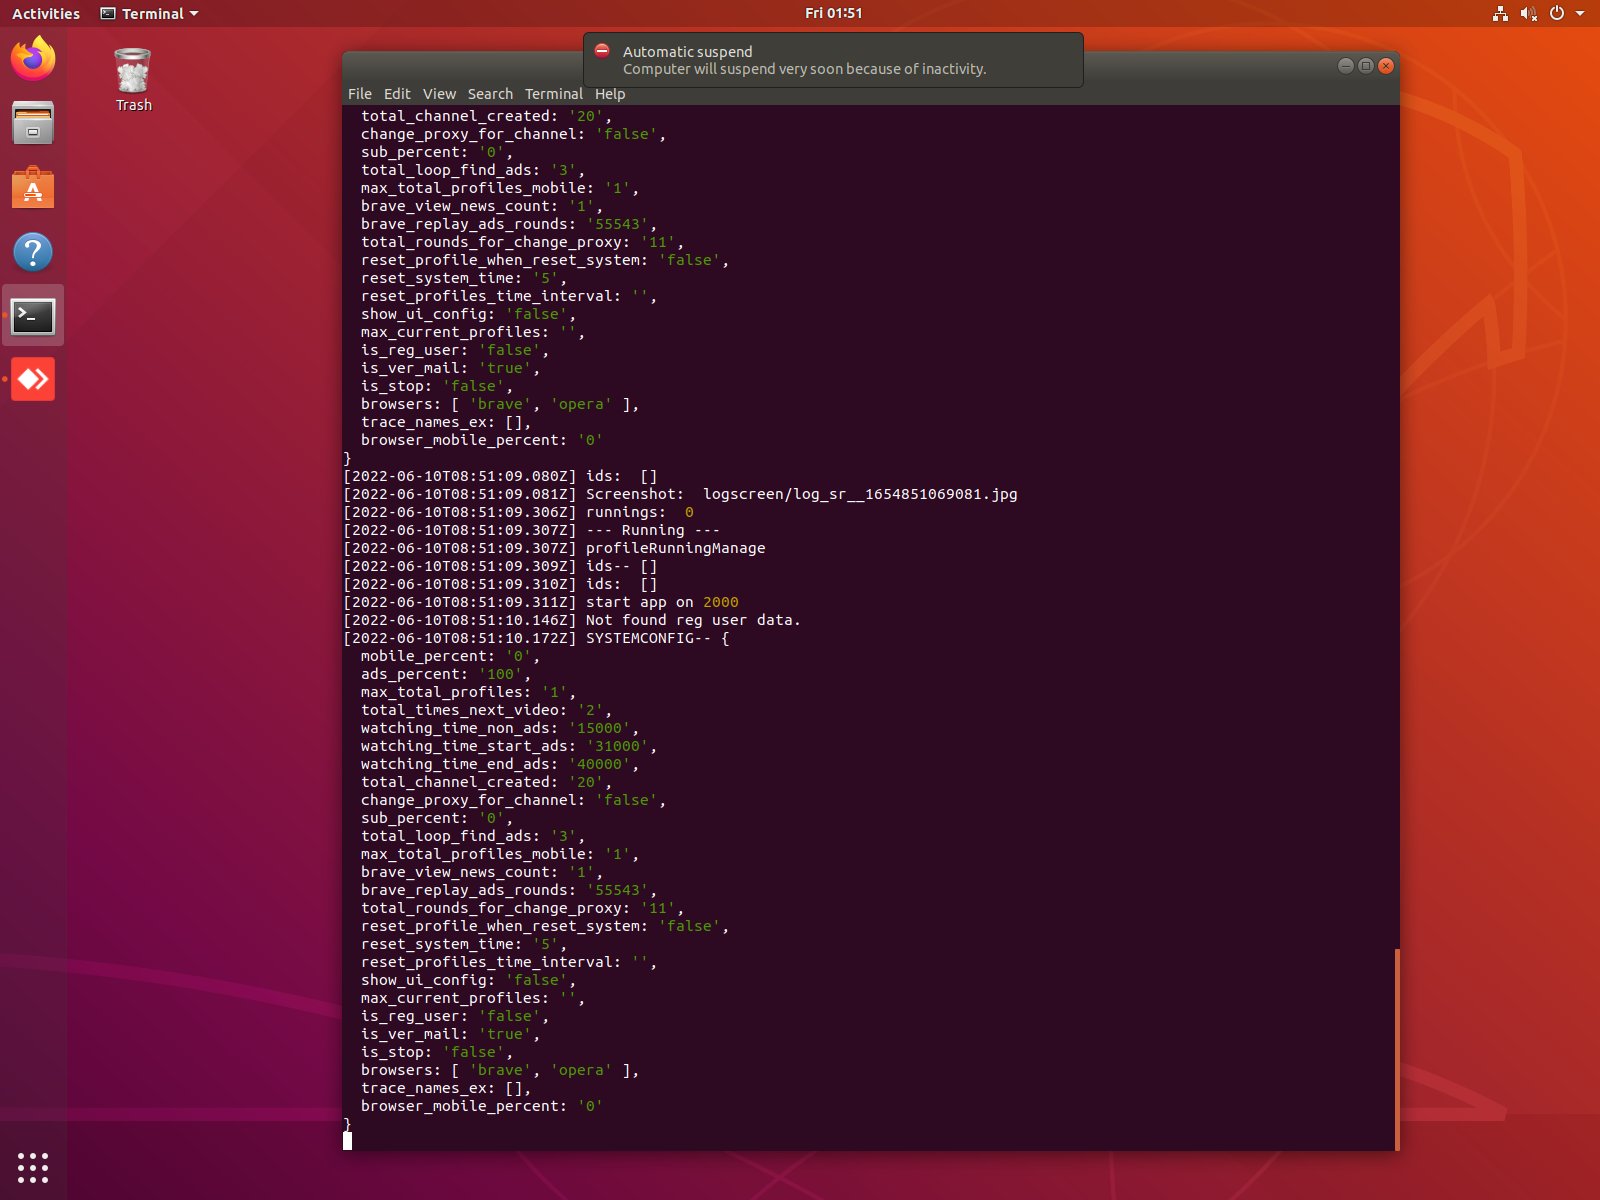 Activities Terminal Fri 01:51
Trash
Automatic suspend
Computer will suspend very soon because of inactivity.
File Edit View Search Terminal Help
total_channel_created: '20',
change_proxy_for_channel: 'false',
sub_percent: '0',
total_loop_find_ads: '3',
max_total_profiles_mobile: '1',
brave_view_news_count: '1',
brave_replay_ads_rounds: '55543',
total_rounds_for_change_proxy: '11',
reset_profile_when_reset_system: 'false',
reset_system_time: '5',
reset_profiles_time_interval: '',
show_ui_config: 'false',
max_current_profiles: '',
is_reg_user: 'false',
is_ver_mail: 'true',
is_stop: 'false',
browsers: [ 'brave', 'opera' ],
trace_names_ex: [],
browser_mobile_percent: '0'
}
[2022-06-10T08:51:09.080Z] ids:  []
[2022-06-10T08:51:09.081Z] Screenshot:  logscreen/log_sr__1654851069081.jpg
[2022-06-10T08:51:09.306Z] runnings:  0
[2022-06-10T08:51:09.307Z] --- Running ---
[2022-06-10T08:51:09.307Z] profileRunningManage
[2022-06-10T08:51:09.309Z] ids-- []
[2022-06-10T08:51:09.310Z] ids:  []
[2022-06-10T08:51:09.311Z] start app on 2000
[2022-06-10T08:51:10.146Z] Not found reg user data.
[2022-06-10T08:51:10.172Z] SYSTEMCONFIG-- {
mobile_percent: '0',
ads_percent: '100',
max_total_profiles: '1',
total_times_next_video: '2',
watching_time_non_ads: '15000',
watching_time_start_ads: '31000',
watching_time_end_ads: '40000',
total_channel_created: '20',
change_proxy_for_channel: 'false',
sub_percent: '0',
total_loop_find_ads: '3',
max_total_profiles_mobile: '1',
brave_view_news_count: '1',
brave_replay_ads_rounds: '55543',
total_rounds_for_change_proxy: '11',
reset_profile_when_reset_system: 'false',
reset_system_time: '5',
reset_profiles_time_interval: '',
show_ui_config: 'false',
max_current_profiles: '',
is_reg_user: 'false',
is_ver_mail: 'true',
is_stop: 'false',
browsers: [ 'brave', 'opera' ],
trace_names_ex: [],
browser_mobile_percent: '0'
}